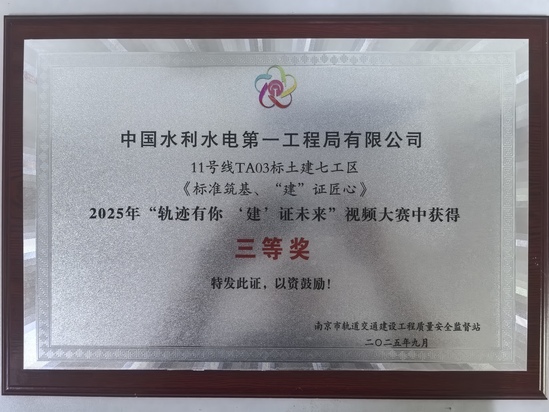 中国水利水电第一工程局有限公司
11号线TA03标土建七工区
《标准筑基、“建”证匠心》
2025年“轨迹有你‘建’证未来”视频大赛中获得
三等奖
特发此证，以资鼓励！
南京市轨道交通建设工程质量安全监督站
二〇二五年九月